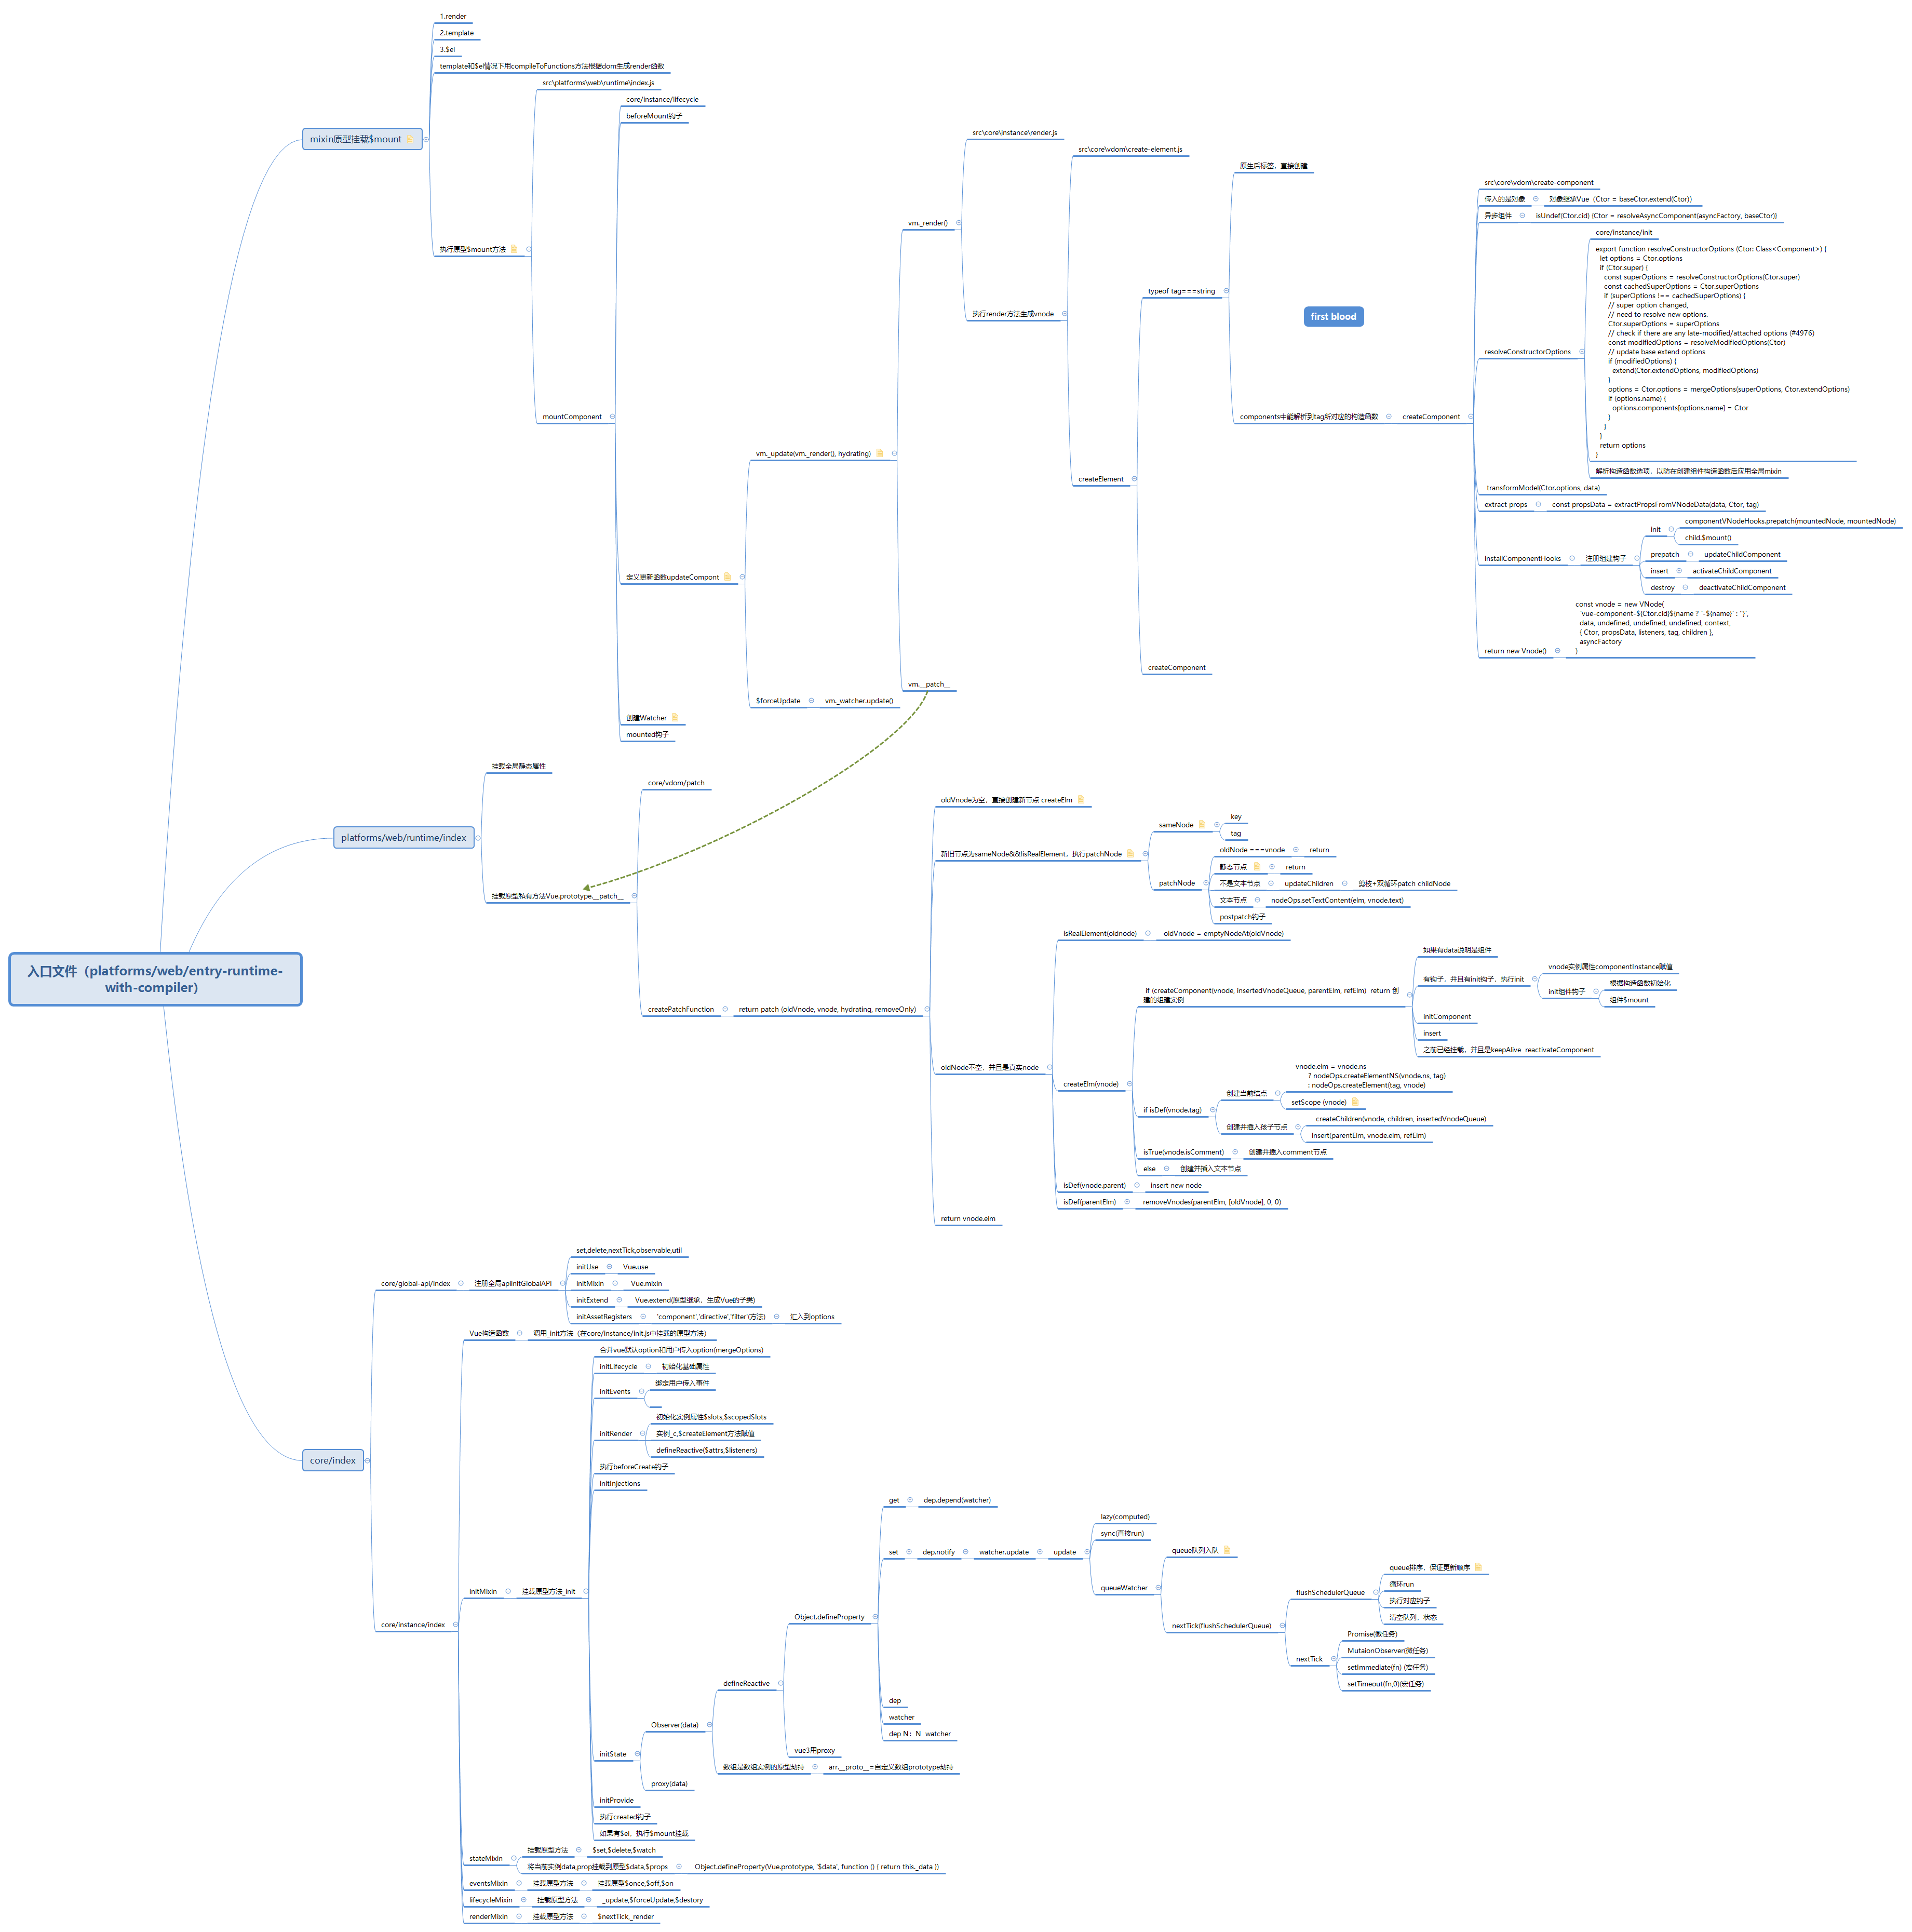 1.render
2.template
3.$el
template和$el情况下用compileToFunctions方法根据dom生成render函数
mixin原型挂载$mount
src\platforms\web\runtime\index.js
执行原型$mount方法
core/instance/lifecycle
beforeMount钩子
mountComponent
vm._update(vm._render(), hydrating)
定义更新函数updateCompont
$forceUpdate
vm._watcher.update()
创建Watcher
mounted钩子
vm._render()
src\core\instance\render.js
执行render方法生成vnode
src\core\vdom\create-element.js
createElement
typeof tag===string
原生后标签，直接创建
first blood
components中能解析到tag所对应的构造函数
createComponent
src\core\vdom\create-component
传入的是对象
对象继承Vue（Ctor = baseCtor.extend(Ctor)）
异步组件
isUndef(Ctor.cid) {Ctor = resolveAsyncComponent(asyncFactory, baseCtor)}
resolveConstructorOptions
core/instance/init
export function resolveConstructorOptions (Ctor: Class<Component>) {
let options = Ctor.options
if (Ctor.super) {
const superOptions = resolveConstructorOptions(Ctor.super)
const cachedSuperOptions = Ctor.superOptions
if (superOptions !== cachedSuperOptions) {
// super option changed,
// need to resolve new options.
Ctor.superOptions = superOptions
// check if there are any late-modified/attached options (#4976)
const modifiedOptions = resolveModifiedOptions(Ctor)
// update base extend options
if (modifiedOptions) {
extend(Ctor.extendOptions, modifiedOptions)
}
options = Ctor.options = mergeOptions(superOptions, Ctor.extendOptions)
if (options.name) {
options.components[options.name] = Ctor
}
}
}
return options
}
解析构造函数选项，以防在创建组件构造函数后应用全局mixin
transformModel(Ctor.options, data)
extract props
const propsData = extractPropsFromVNodeData(data, Ctor, tag)
installComponentHooks
注册组建钩子
init
componentVNodeHooks.prepatch(mountedNode, mountedNode)
child.$mount()
prepatch
updateChildComponent
insert
activateChildComponent
destroy
deactivateChildComponent
return new Vnode()
const vnode = new VNode(
`vue-component-${Ctor.cid}${name ? `-${name}` : ''}`,
data, undefined, undefined, undefined, context,
{ Ctor, propsData, listeners, tag, children },
asyncFactory
)
createComponent
vm.__patch__
platforms/web/runtime/index
挂载全局静态属性
挂载原型私有方法Vue.prototype.__patch__
core/vdom/patch
createPatchFunction
return patch (oldVnode, vnode, hydrating, removeOnly)
oldVnode为空，直接创建新节点 createElm
新旧节点为sameNode&&!isRealElement，执行patchNode
sameNode
key
tag
patchNode
oldNode ===vnode
return
静态节点
return
不是文本节点
updateChildren
剪枝+双循环patch childNode
文本节点
nodeOps.setTextContent(elm, vnode.text)
postpatch钩子
oldNode不空，并且是真实node
isRealElement(oldnode)
oldVnode = emptyNodeAt(oldVnode)
createElm(vnode)
if (createComponent(vnode, insertedVnodeQueue, parentElm, refElm) return 创
建的组建实例
如果有data说明是组件
有钩子，并且有init钩子，执行init
vnode实例属性componentInstance赋值
init组件钩子
根据构造函数初始化
组件$mount
initComponent
insert
之前已经挂载，并且是keepAlive reactivateComponent
if isDef(vnode.tag)
创建当前结点
vnode.elm = vnode.ns
? nodeOps.createElementNS(vnode.ns, tag)
: nodeOps.createElement(tag, vnode)
setScope (vnode)
创建并插入孩子节点
createChildren(vnode, children, insertedVnodeQueue)
insert(parentElm, vnode.elm, refElm)
isTrue(vnode.isComment)
创建并插入comment节点
else
创建并插入文本节点
isDef(vnode.parent)
insert new node
isDef(parentElm)
removeVnodes(parentElm, [oldVnode], 0, 0)
return vnode.elm
入口文件（platforms/web/entry-runtime-
with-compiler）
core/index
core/global-api/index
注册全局apiinitGlobalAPI
set,delete,nextTick,observable,util
initUse
Vue.use
initMixin
Vue.mixin
initExtend
Vue.extend(原型继承，生成Vue的子类)
initAssetRegisters
'component','directive','filter'(方法)
汇入到options
core/instance/index
Vue构造函数
调用_init方法（在core/instance/init.js中挂载的原型方法）
initMixin
挂载原型方法_init
合并vue默认option和用户传入option(mergeOptions)
initLifecycle
初始化基础属性
initEvents
绑定用户传入事件
initRender
初始化实例属性$slots,$scopedSlots
实例_c,$createElement方法赋值
defineReactive($attrs,$listeners)
执行beforeCreate钩子
initInjections
initState
Observer(data)
defineReactive
Object.defineProperty
get
dep.depend(watcher)
set
dep.notify
watcher.update
update
lazy(computed)
sync(直接run)
queueWatcher
queue队列入队
nextTick(flushSchedulerQueue)
flushSchedulerQueue
queue排序，保证更新顺序
循环run
执行对应钩子
清空队列，状态
nextTick
Promise(微任务)
MutaionObserver(微任务)
setImmediate(fn) (宏任务)
setTimeout(fn,0)(宏任务)
dep
watcher
dep N：N watcher
vue3用proxy
数组是数组实例的原型劫持
arr.__proto__=自定义数组prototype劫持
proxy(data)
initProvide
执行created钩子
如果有$el，执行$mount挂载
stateMixin
挂载原型方法
$set,$delete,$watch
将当前实例data,prop挂载到原型$data,$props
Object.defineProperty(Vue.prototype, '$data', function () { return this._data })
eventsMixin
挂载原型方法
挂载原型$once,$off,$on
lifecycleMixin
挂载原型方法
_update,$forceUpdate,$destory
renderMixin
挂载原型方法
$nextTick,_render